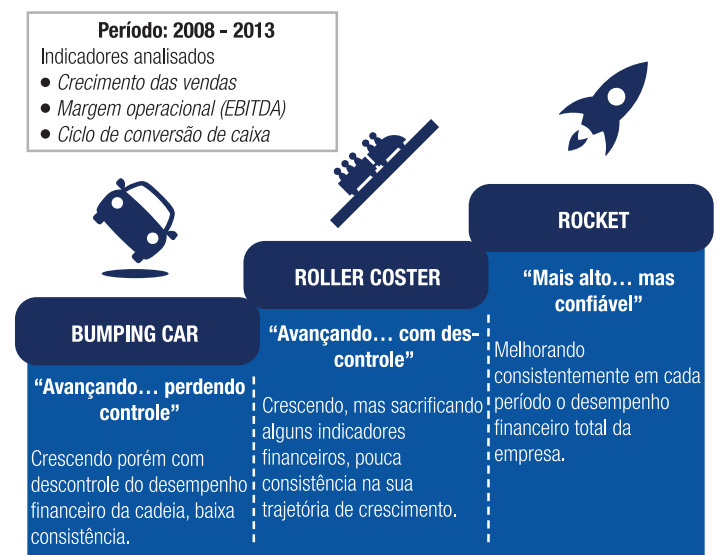 Período: 2008 - 2013
Indicadores analisados
• Crecimento das vendas
• Margem operacional (EBITDA)
• Ciclo de conversão de caixa
BUMPING CAR
“Avançando… perdendo
controle”
Crescendo porém com
descontrole do desempenho
financeiro da cadeia, baixa
consistência.
ROLLER COSTER
“Avançando… com des-
controle”
Crescendo, mas sacrificando
alguns indicadores
financeiros, pouca
consistência na sua
trajetória de crescimento.
ROCKET
“Mais alto… mas
confiável”
Melhorando
consistentemente em cada
período o desempenho
financeiro total da
empresa.